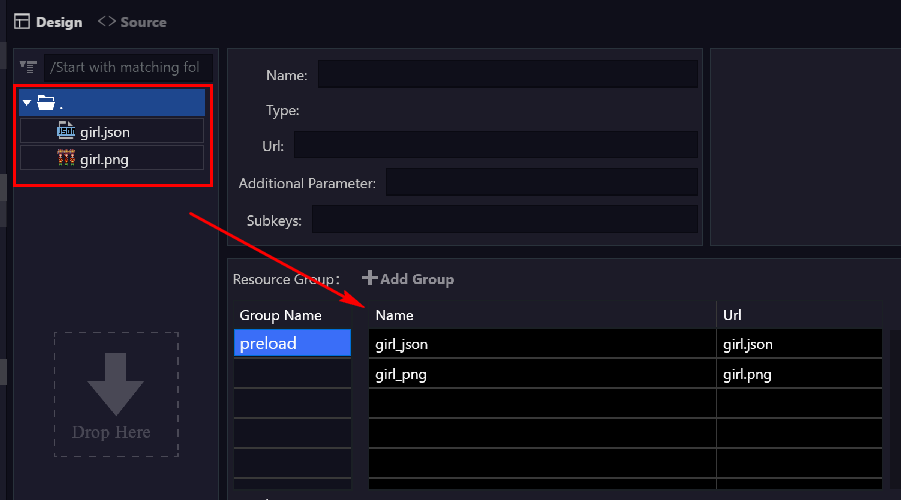 Design
Source
/Start with matching fol
.
girl.json
girl.png
Drop Here
Name:
Type:
Url:
Additional Parameter:
Subkeys:
Resource Group:
Add Group
Group Name
preload
Name Url
girl_json girl.json
girl_png girl.png